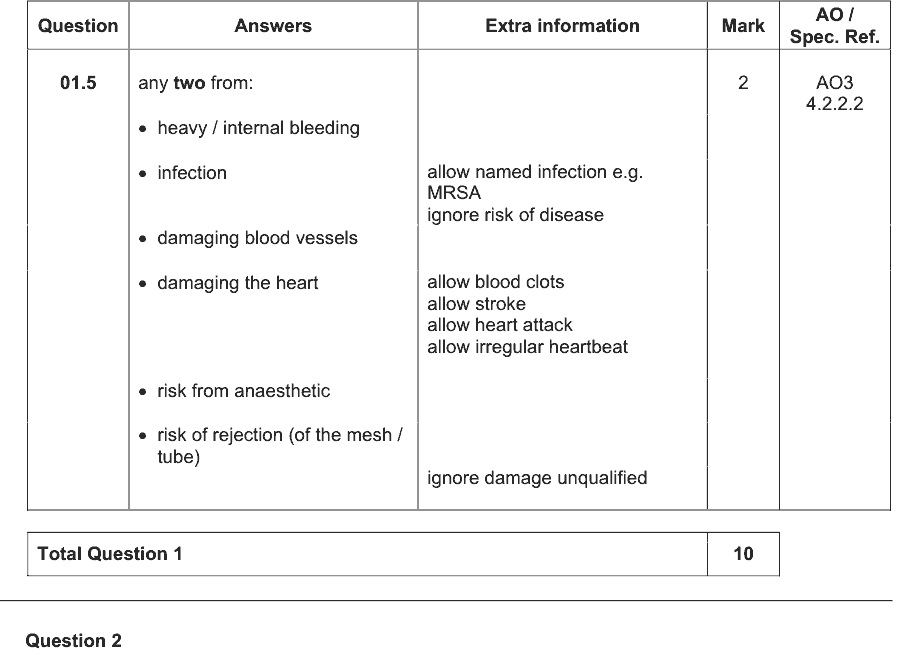 Question Answers Extra information Mark AO /
Spec. Ref.
01.5 any two from: 2 AO3
4.2.2.2
• heavy / internal bleeding
• infection allow named infection e.g.
MRSA
ignore risk of disease
• damaging blood vessels
• damaging the heart allow blood clots
allow stroke
allow heart attack
allow irregular heartbeat
• risk from anaesthetic
• risk of rejection (of the mesh /
tube)
ignore damage unqualified
Total Question 1 10
Question 2